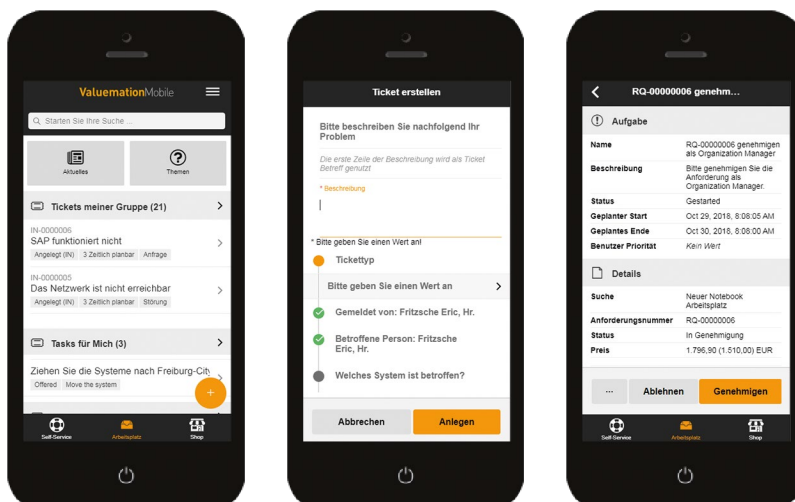 ValuemationMobile
Starten Sie Ihre Suche ...
Aktuelles
Themen
Tickets meiner Gruppe (21)
IN-0000006
SAP funktioniert nicht
Angelegt (IN) 3 Zeitlich planbar Anfrage
IN-0000005
Das Netzwerk ist nicht erreichbar
Angelegt (IN) 3 Zeitlich planbar Störung
Tasks für Mich (3)
Ziehen Sie die Systeme nach Freiburg-City
Offered Move the system
+
Self-Service Arbeitsplatz Shop
Ticket erstellen
Bitte beschreiben Sie nachfolgend Ihr
Problem
Die erste Zeile der Beschreibung wird als Ticket
Betreff genutzt
* Beschreibung
* Bitte geben Sie einen Wert an!
Tickettyp
Bitte geben Sie einen Wert an
Gemeldet von: Fritzsche Eric, Hr.
Betroffene Person: Fritzsche
Eric, Hr.
Welches System ist betroffen?
Abbrechen Anlegen
RQ-00000006 genehm...
Aufgabe
Name RQ-00000006 genehmigen
als Organization Manager
Beschreibung Bitte genehmigen Sie die
Anforderung als
Organization Manager.
Status Gestarted
Geplanter Start Oct 29, 2018, 8:08:05 AM
Geplantes Ende Oct 30, 2018, 8:08:00 AM
Benutzer Priorität Kein Wert
Details
Suche Neuer Notebook
Arbeitsplatz
Anforderungsnummer RQ-00000006
Status In Genehmigung
Preis 1.796,90 (1.510,00) EUR
... Ablehnen Genehmigen
Self-Service Arbeitsplatz Shop